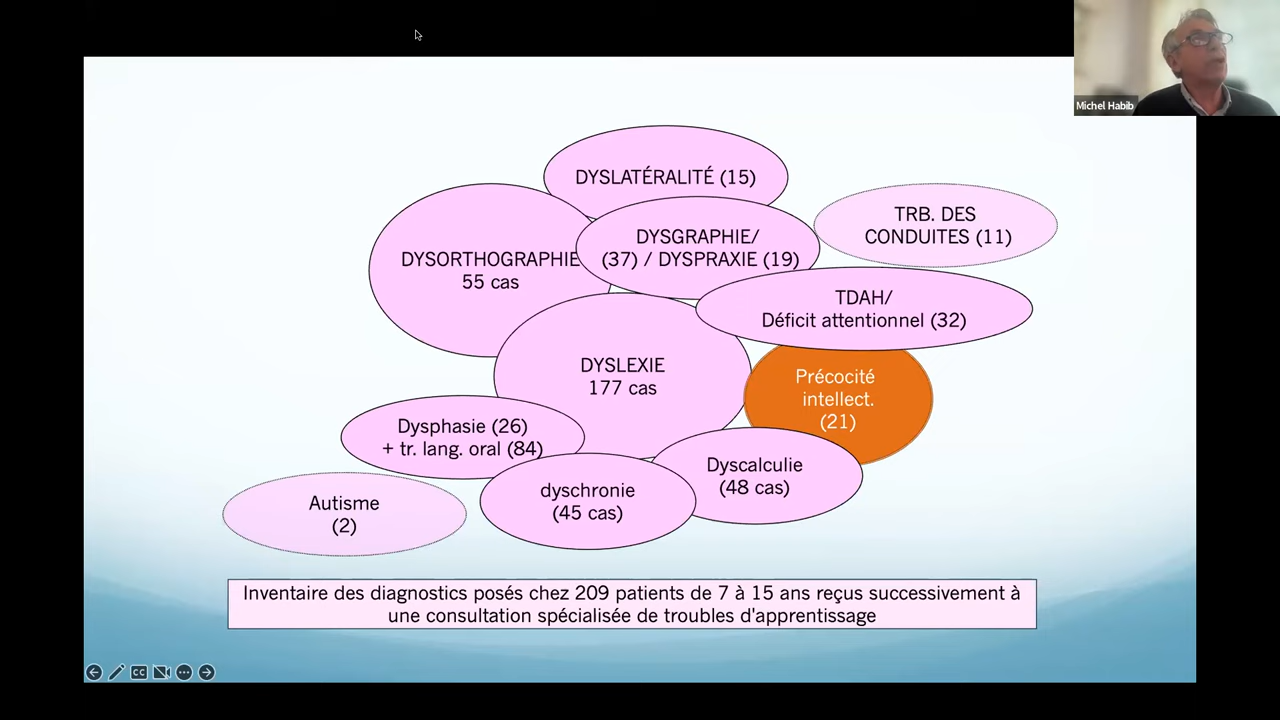 Michel Habib
DYSLATÉRALITÉ (15)
TRB. DES
CONDUITES (11)
DYSGRAPHIE/
(37) / DYSPRAXIE (19)
DYSORTHOGRAPHIE
55 cas
TDAH/
Déficit attentionnel (32)
DYSLEXIE
177 cas
Précocité
intellect.
(21)
Dysphasie (26)
+ tr. lang. oral (84)
Dyscalculie
(48 cas)
dyschronie
(45 cas)
Autisme
(2)
Inventaire des diagnostics posés chez 209 patients de 7 à 15 ans reçus successivement à
une consultation spécialisée de troubles d'apprentissage
CC